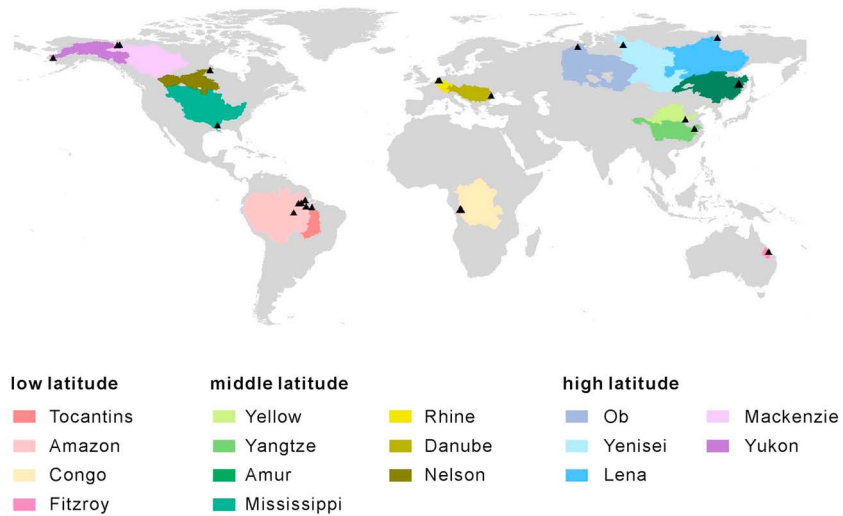 low latitude
Tocantins
Amazon
Congo
Fitzroy
middle latitude
Yellow
Yangtze
Amur
Mississippi
Rhine
Danube
Nelson
high latitude
Ob
Yenisei
Lena
Mackenzie
Yukon